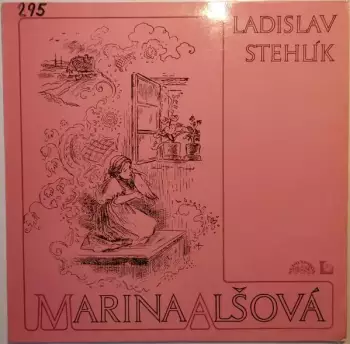 295
LADISLAV
STEHLÍK
MARINA ALŠOVÁ